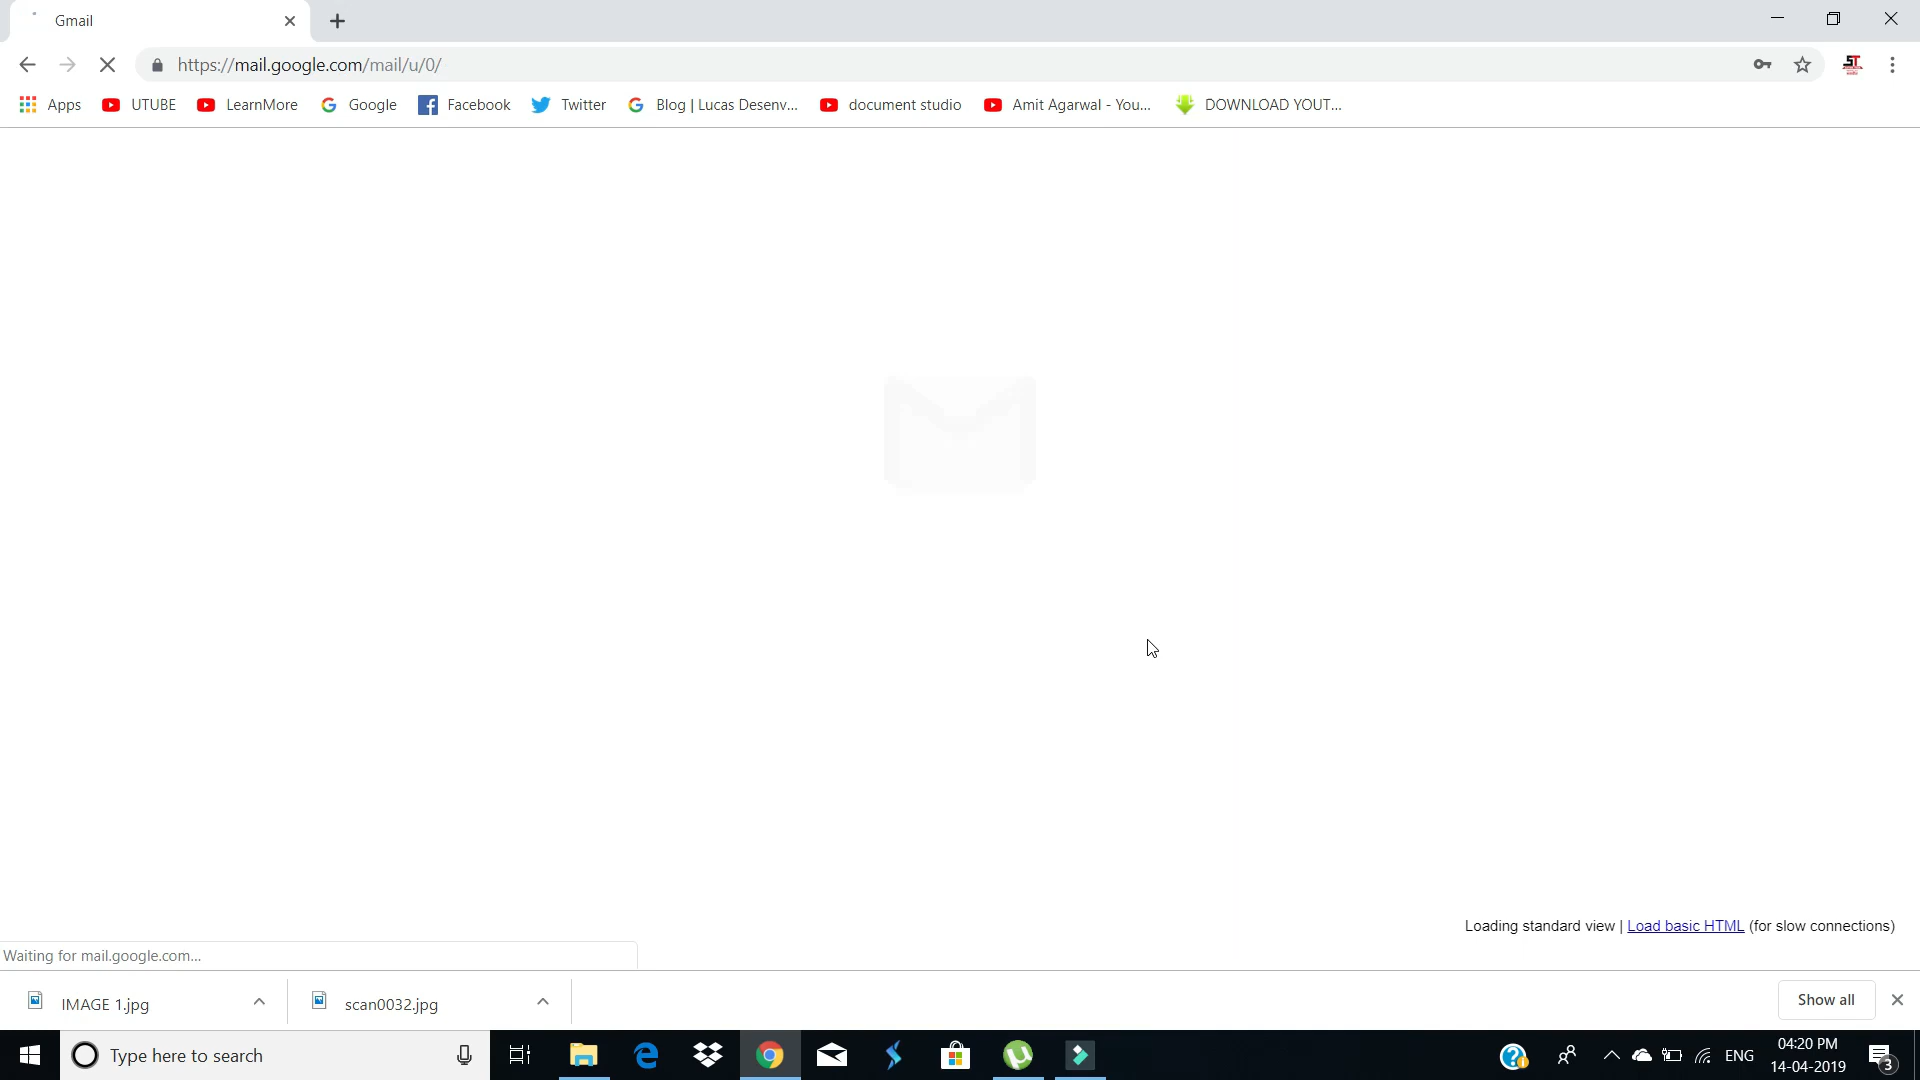 Gmail
https://mail.google.com/mail/u/0/
Apps UTUBE LearnMore Google Facebook Twitter Blog | Lucas Desenv... document studio Amit Agarwal - You... DOWNLOAD YOUT...
Loading standard view | Load basic HTML (for slow connections)
Waiting for mail.google.com...
IMAGE 1.jpg scan0032.jpg Show all
Type here to search ENG 04:20 PM
14-04-2019 3